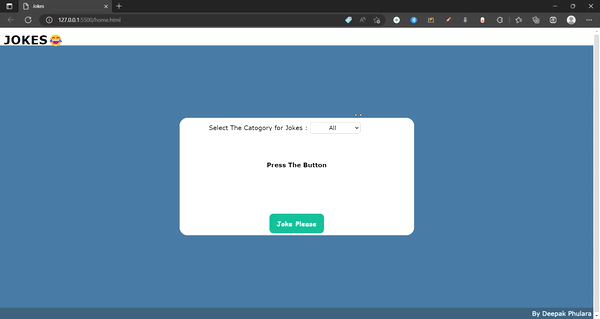 Jokes
127.0.0.1:5500/home.html
JOKES😂
Select The Catogory for Jokes : All
Press The Button
Joke Please
By Deepak Phulara